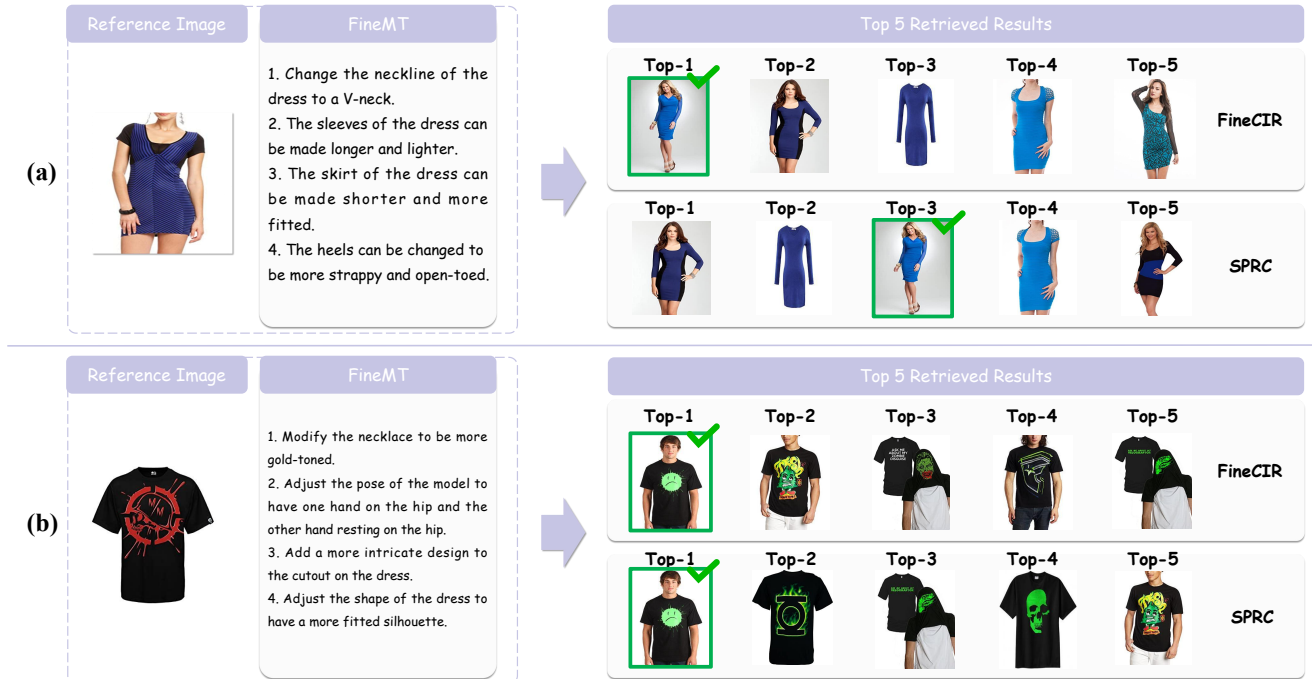 Reference Image
FineMT
Top 5 Retrieved Results
(a)
1. Change the neckline of the
dress to a V-neck.
2. The sleeves of the dress can
be made longer and lighter.
3. The skirt of the dress can
be made shorter and more
fitted.
4. The heels can be changed to
be more strappy and open-toed.
Top-1
Top-2
Top-3
Top-4
Top-5
FineCIR
Top-1
Top-2
Top-3
Top-4
Top-5
SPRC
Reference Image
FineMT
Top 5 Retrieved Results
(b)
1. Modify the necklace to be more
gold-toned.
2. Adjust the pose of the model to
have one hand on the hip and the
other hand resting on the hip.
3. Add a more intricate design to
the cutout on the dress.
4. Adjust the shape of the dress to
have a more fitted silhouette.
Top-1
Top-2
Top-3
Top-4
Top-5
ASK ME
ABOUT MY
ZOMBIE
DISGUISE
FineCIR
Top-1
Top-2
Top-3
Top-4
Top-5
SPRC